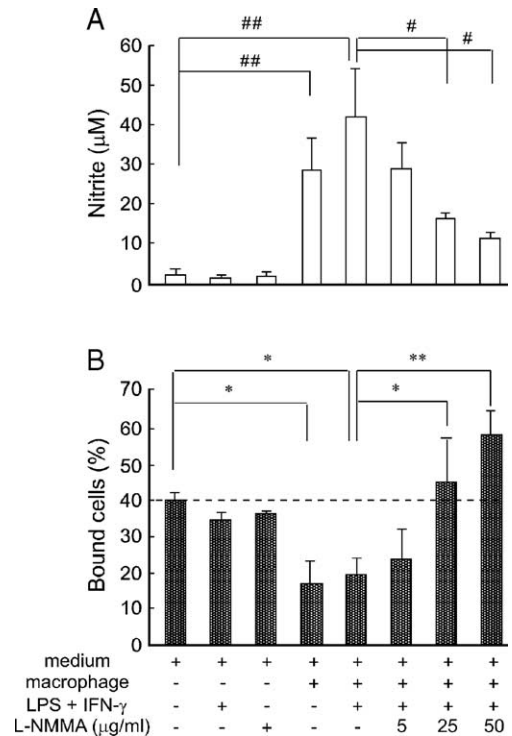 A
## #
## #
60
50
40
30
20
10
0
Nitrite (μM)
B
* **
* *
70
60
50
40
30
20
10
0
Bound cells (%)
medium + + + + + + + +
macrophage - - - + + + + +
LPS + IFN-γ - + - - + + + +
L-NMMA (μg/ml) - - + - - 5 25 50